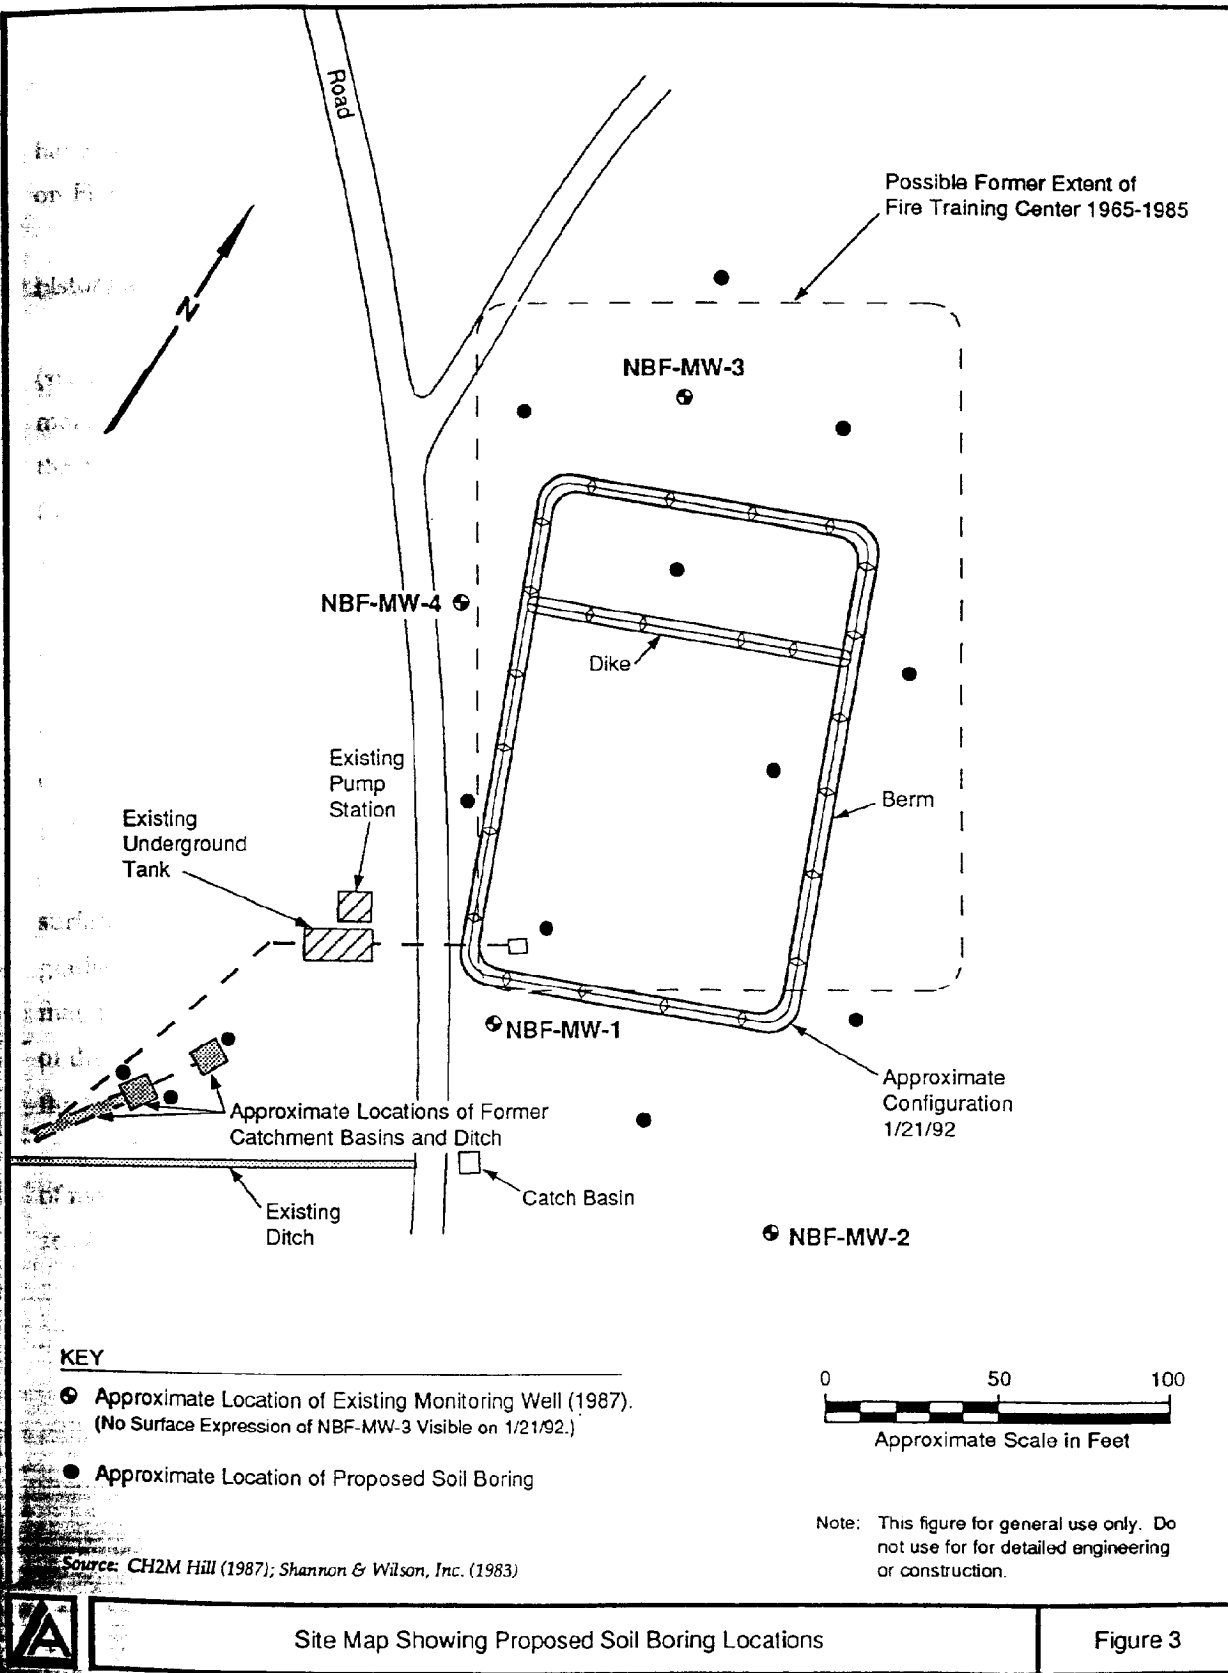 Road
Possible Former Extent of
Fire Training Center 1965-1985
N
NBF-MW-3
NBF-MW-4
Dike
Existing
Pump
Station
Berm
Existing
Underground
Tank
NBF-MW-1
Approximate
Configuration
1/21/92
Approximate Locations of Former
Catchment Basins and Ditch
Catch Basin
Existing
Ditch
NBF-MW-2
KEY
Approximate Location of Existing Monitoring Well (1987).
(No Surface Expression of NBF-MW-3 Visible on 1/21/92.)
Approximate Location of Proposed Soil Boring
0 50 100
Approximate Scale in Feet
Note: This figure for general use only. Do
not use for for detailed engineering
or construction.
Source: CH2M Hill (1987); Shannon & Wilson, Inc. (1983)
A
Site Map Showing Proposed Soil Boring Locations
Figure 3